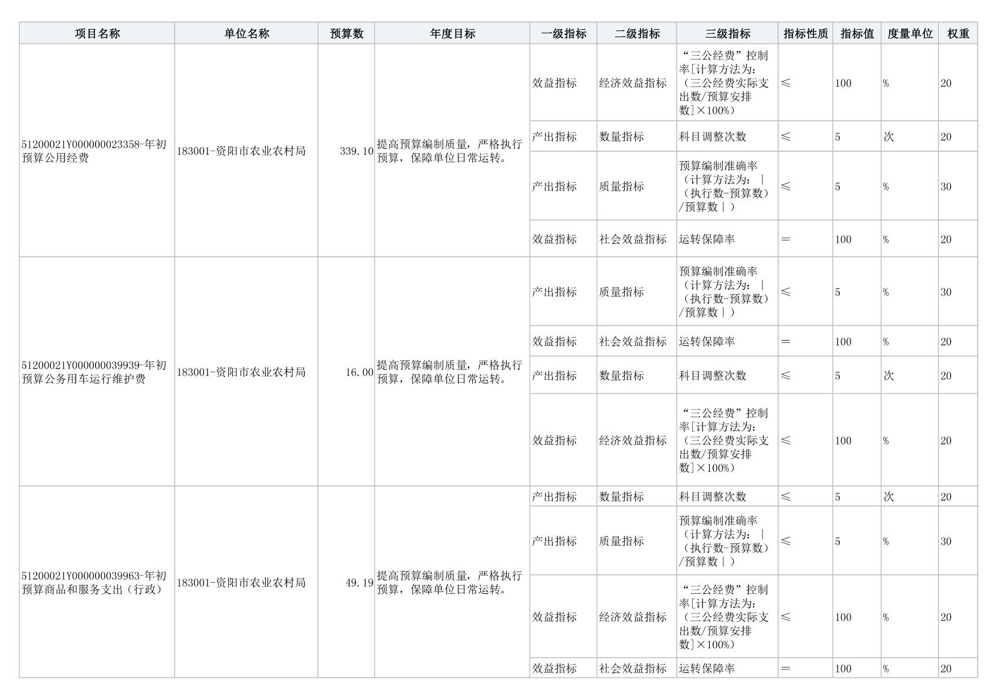 项目名称 单位名称 预算数 年度目标 一级指标 二级指标 三级指标 指标性质 指标值 度量单位 权重
51200021Y000000023358-年初
预算公用经费
183001-资阳市农业农村局
339.10
提高预算编制质量，严格执行
预算，保障单位日常运转。
效益指标 经济效益指标
“三公经费”控制
率[计算方法为：
（三公经费实际支
出数/预算安排
数]×100%）
≤ 100 % 20
产出指标 数量指标 科目调整次数 ≤ 5 次 20
产出指标 质量指标
预算编制准确率
（计算方法为：｜
（执行数-预算数）
/预算数｜）
≤ 5 % 30
效益指标 社会效益指标 运转保障率 ＝ 100 % 20
51200021Y000000039939-年初
预算公务用车运行维护费
183001-资阳市农业农村局
16.00
提高预算编制质量，严格执行
预算，保障单位日常运转。
产出指标 质量指标
预算编制准确率
（计算方法为：｜
（执行数-预算数）
/预算数｜）
≤ 5 % 30
效益指标 社会效益指标 运转保障率 ＝ 100 % 20
产出指标 数量指标 科目调整次数 ≤ 5 次 20
效益指标 经济效益指标
“三公经费”控制
率[计算方法为：
（三公经费实际支
出数/预算安排
数]×100%）
≤ 100 % 20
51200021Y000000039963-年初
预算商品和服务支出（行政）
183001-资阳市农业农村局
49.19
提高预算编制质量，严格执行
预算，保障单位日常运转。
产出指标 数量指标 科目调整次数 ≤ 5 次 20
产出指标 质量指标
预算编制准确率
（计算方法为：｜
（执行数-预算数）
/预算数｜）
≤ 5 % 30
效益指标 经济效益指标
“三公经费”控制
率[计算方法为：
（三公经费实际支
出数/预算安排
数]×100%）
≤ 100 % 20
效益指标 社会效益指标 运转保障率 ＝ 100 % 20